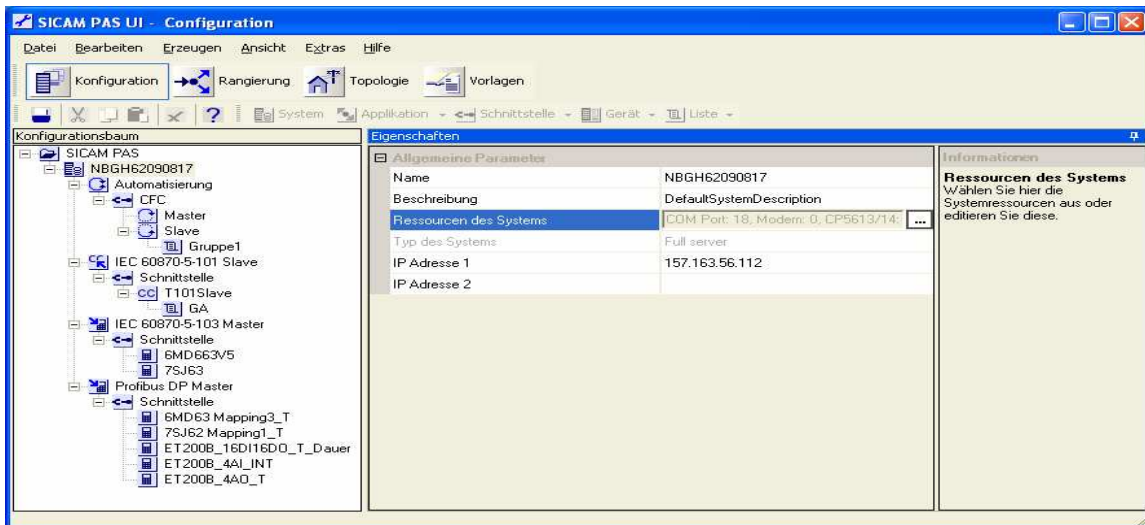 SICAM PAS UI - Configuration
Datei Bearbeiten Erzeugen Ansicht Extras Hilfe
Konfiguration Rangierung Topologie Vorlagen
System Applikation Schnittstelle Gerät Liste
Konfigurationsbaum
SICAM PAS
NBGH62090817
Automatisierung
CFC
Master
Slave
Gruppe1
IEC 60870-5-101 Slave
Schnittstelle
CC T101Slave
GA
IEC 60870-5-103 Master
Schnittstelle
6MD663V5
7SJ63
Profibus DP Master
Schnittstelle
6MD63 Mapping3_T
7SJ62 Mapping1_T
ET200B_16DI16DO_T_Dauer
ET200B_4AI_INT
ET200B_4AO_T
Eigenschaften
Allgemeine Parameter
Name NBGH62090817
Beschreibung DefaultSystemDescription
Ressourcen des Systems COM Port: 18, Modem: 0, CP5613/14: ...
Typ des Systems Full server
IP Adresse 1 157.163.56.112
IP Adresse 2
Informationen
Ressourcen des Systems
Wählen Sie hier die
Systemressourcen aus oder
editieren Sie diese.